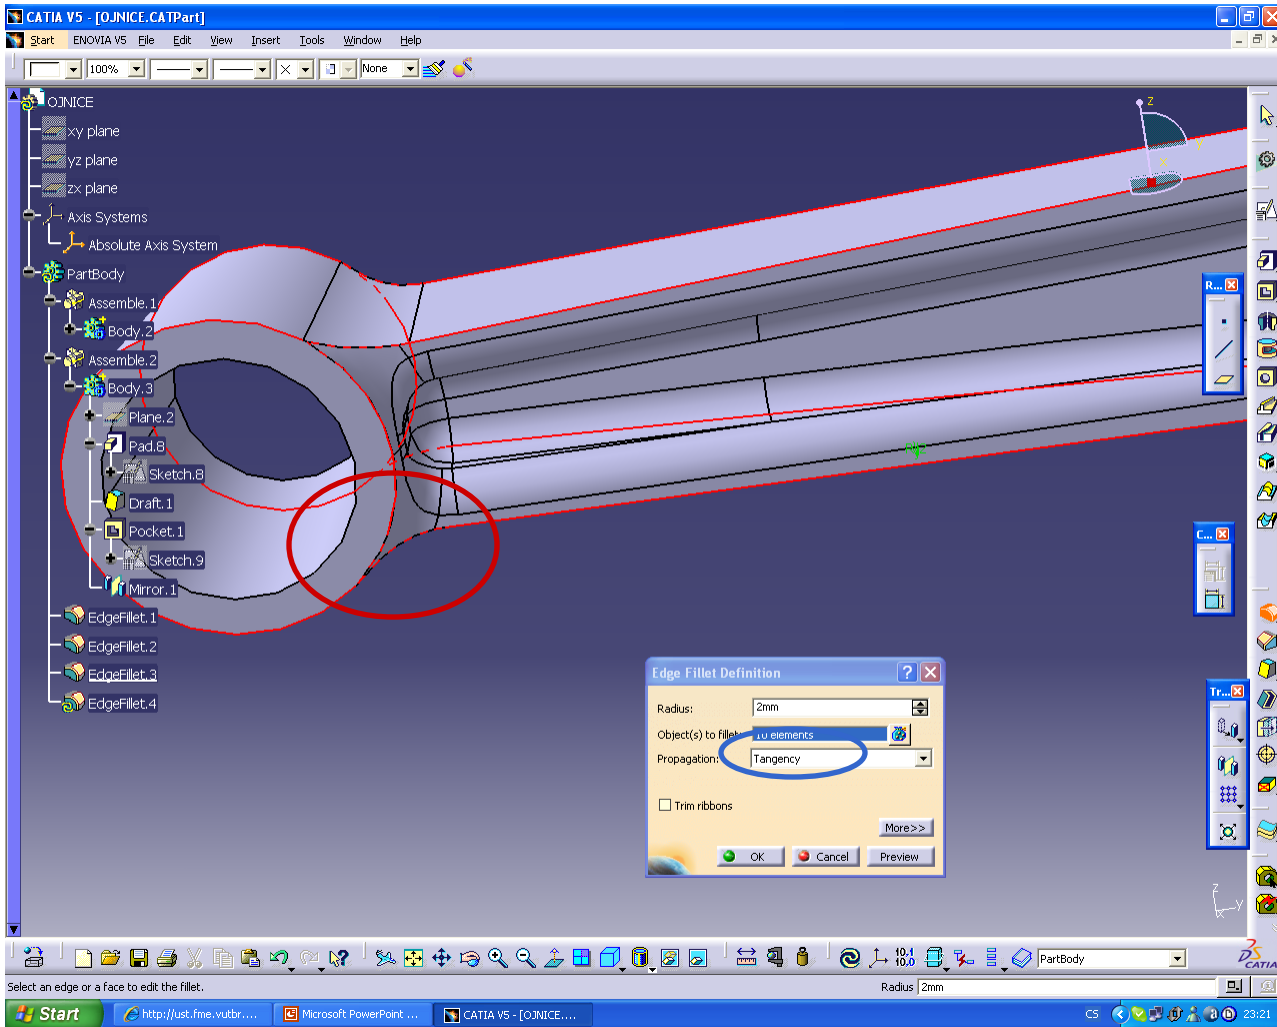 CATIA V5 - [OJNICE.CATPart]
Start ENOVIA V5 File Edit View Insert Tools Window Help
100% None
OJNICE
xy plane
yz plane
zx plane
Axis Systems
Absolute Axis System
PartBody
Assemble.1
Body.2
Assemble.2
Body.3
Plane.2
Pad.8
Sketch.8
Draft.1
Pocket.1
Sketch.9
Mirror.1
EdgeFillet.1
EdgeFillet.2
EdgeFillet.3
EdgeFillet.4
z
R...
C...
Tr...
Edge Fillet Definition
Radius: 2mm
Object(s) to fillet: 10 elements
Propagation: Tangency
Trim ribbons
More>>
OK Cancel Preview
z
y
10.1
10.0
PartBody
CATIA
Select an edge or a face to edit the fillet. Radius 2mm
Start http://ust.fme.vutbr.... Microsoft PowerPoint ... CATIA V5 - [OJNICE.... CS 23:21